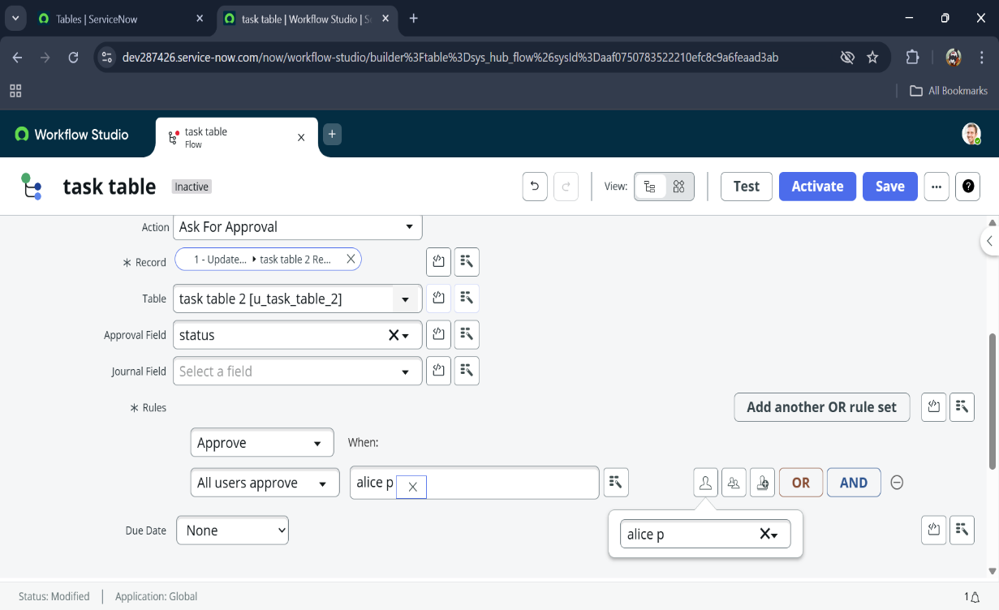 Tables | ServiceNow
task table | Workflow Studio | S
dev287426.service-now.com/now/workflow-studio/builder%3Ftable%3Dsys_hub_flow%26sysId%3Daaf0750783522210efc8c9a6feaad3ab
All Bookmarks
Workflow Studio
task table
Flow
task table
Inactive
View:
Test
Activate
Save
Action
Ask For Approval
Record
1 - Update... task table 2 Re...
Table
task table 2 [u_task_table_2]
Approval Field
status
Journal Field
Select a field
Rules
Add another OR rule set
Approve
When:
All users approve
alice p
OR
AND
alice p
Due Date
None
Status: Modified
Application: Global
1